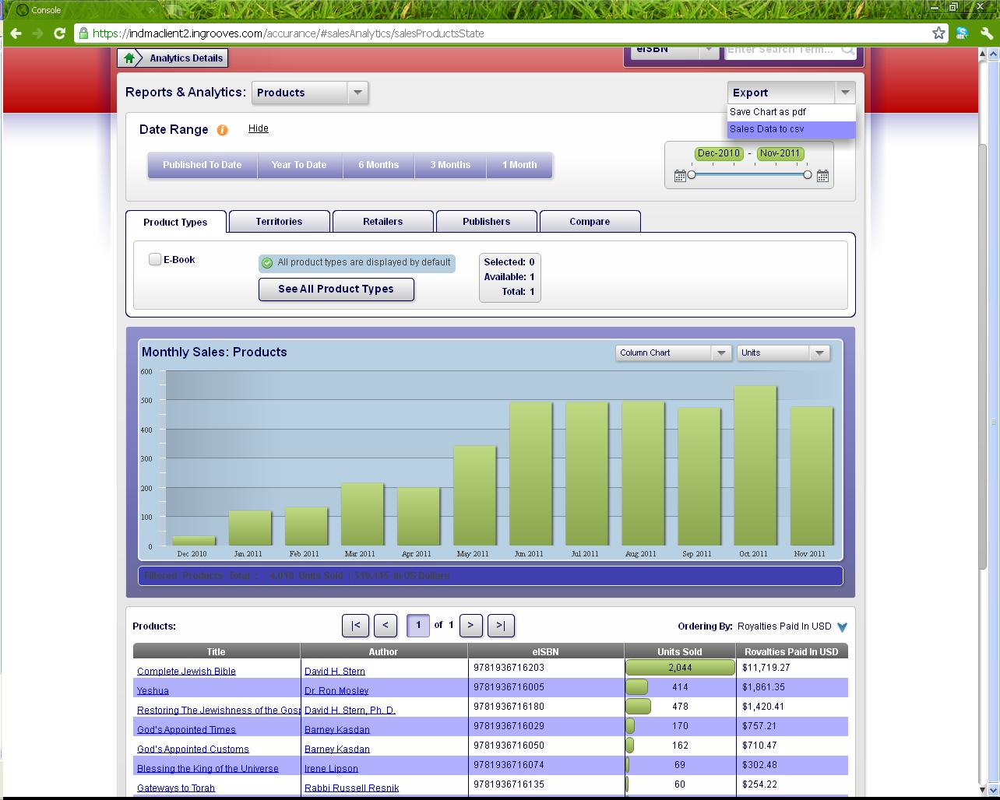 Console
https://indmaclient2.ingrooves.com/accurance/#salesAnalytics/salesProductsState
Analytics Details
eISBN
Enter Search Term...
Reports & Analytics:
Products
Export
Save Chart as pdf
Sales Data to csv
Date Range
Hide
Published To Date
Year To Date
6 Months
3 Months
1 Month
Dec-2010 - Nov-2011
Product Types
Territories
Retailers
Publishers
Compare
E-Book
All product types are displayed by default
See All Product Types
Selected: 0
Available: 1
Total: 1
Monthly Sales: Products
Column Chart
Units
600
500
400
300
200
100
0
Dec 2010 Jan 2011 Feb 2011 Mar 2011 Apr 2011 May 2011 Jun 2011 Jul 2011 Aug 2011 Sep 2011 Oct 2011 Nov 2011
Filtered Products Total : 4,010 Units Sold | $19,145 in US Dollars
Products:
|< < 1 of 1 > >|
Ordering By: Royalties Paid In USD
Title Author eISBN Units Sold Royalties Paid In USD
Complete Jewish Bible David H. Stern 9781936716203 2,044 $11,719.27
Yeshua Dr. Ron Mosley 9781936716005 414 $1,861.35
Restoring The Jewishness of the Gosp David H. Stern, Ph. D. 9781936716180 478 $1,420.41
God's Appointed Times Barney Kasdan 9781936716029 170 $757.21
God's Appointed Customs Barney Kasdan 9781936716050 162 $710.47
Blessing the King of the Universe Irene Lipson 9781936716074 69 $302.48
Gateways to Torah Rabbi Russell Resnik 9781936716135 60 $254.22